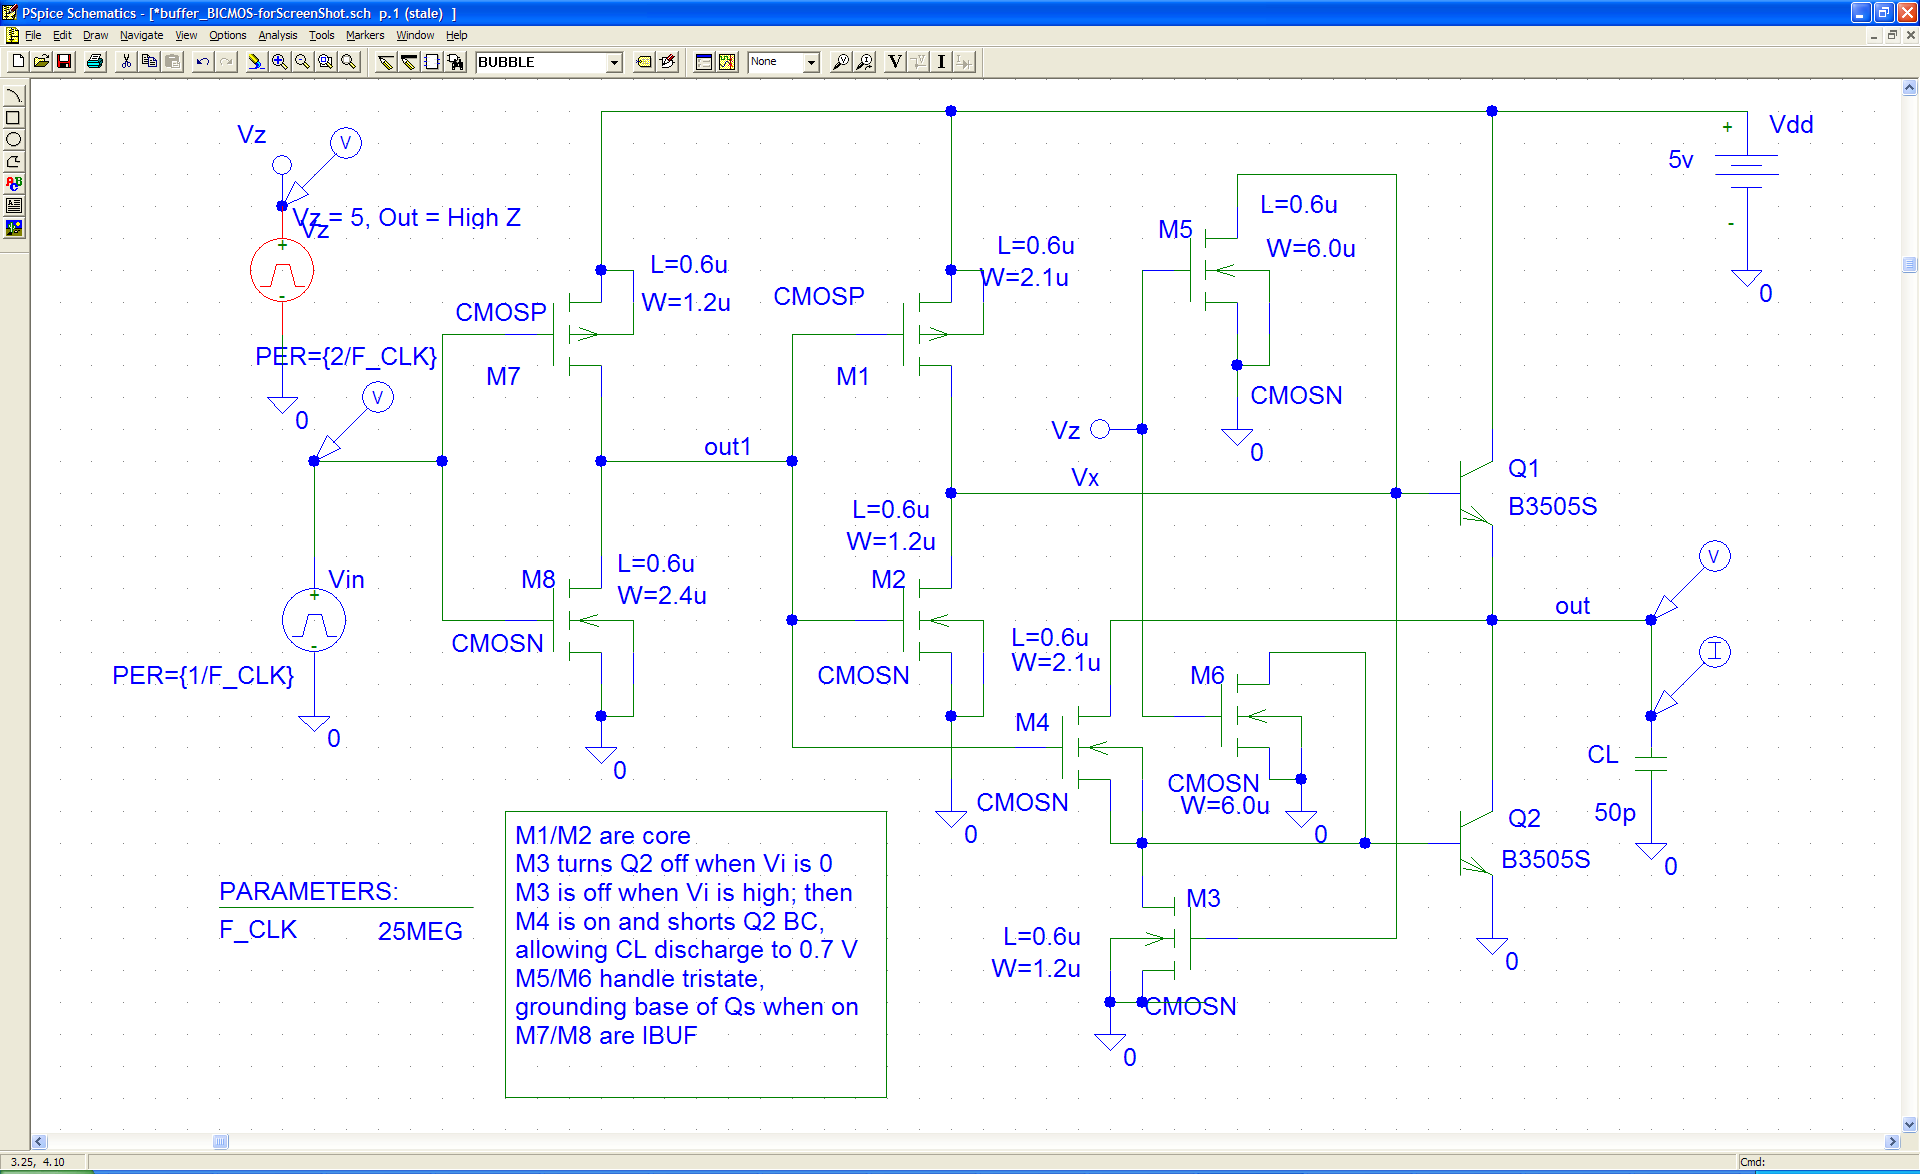 PSpice Schematics - [*buffer_BICMOS-forScreenShot.sch p.1 (stale) ]
File Edit Draw Navigate View Options Analysis Tools Markers Window Help
BUBBLE
None
V
I
ABC
Vz
V
Vz = 5, Out = High Z
Vz
+
-
PER={2/F_CLK}
0
V
Vin
+
-
PER={1/F_CLK}
0
L=0.6u
W=1.2u
CMOSP
M7
out1
M8
L=0.6u
W=2.4u
CMOSN
0
L=0.6u
W=2.1u
CMOSP
M1
L=0.6u
W=1.2u
M2
CMOSN
0
M5
L=0.6u
W=6.0u
CMOSN
0
Vz
Vx
L=0.6u
W=2.1u
M4
CMOSN
M6
CMOSN
W=6.0u
0
M3
L=0.6u
W=1.2u
CMOSN
0
+
Vdd
5v
-
0
Q1
B3505S
V
out
I
CL
50p
0
Q2
B3505S
0
PARAMETERS:
F_CLK 25MEG
M1/M2 are core
M3 turns Q2 off when Vi is 0
M3 is off when Vi is high; then
M4 is on and shorts Q2 BC,
allowing CL discharge to 0.7 V
M5/M6 handle tristate,
grounding base of Qs when on
M7/M8 are IBUF
3.25, 4.10
Cmd: